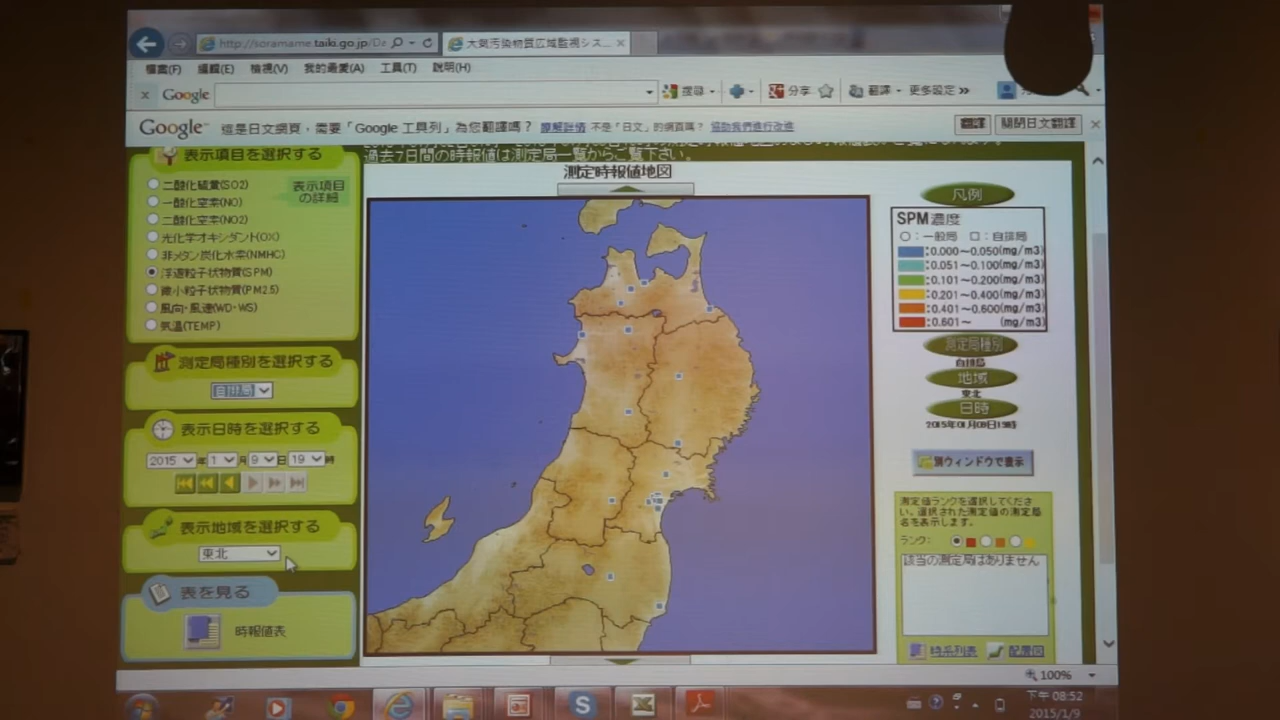 http://soramame.taiki.go.jp/Da
大気汚染物質広域監視シス...
檔案(F) 編輯(E) 檢視(V) 我的最愛(A) 工具(T) 說明(H)
x Google 搜尋 分享 翻譯 更多設定 »
Google 這是日文網頁，需要「Google 工具列」為您翻譯嗎？ 瞭解詳情 不是「日文」的網頁嗎？ 協助我們進行改進 翻譯 關閉日文翻譯
過去7日間の時報値は測定局一覧からご覧下さい。
表示項目を選択する
二酸化硫黄(SO2)
一酸化窒素(NO)
二酸化窒素(NO2)
光化学オキシダント(OX)
非メタン炭化水素(NMHC)
浮遊粒子状物質(SPM)
微小粒子状物質(PM2.5)
風向・風速(WD・WS)
気温(TEMP)
表示項目
の詳細
測定局種別を選択する
自排局
表示日時を選択する
2015 年 1 月 9 日 19 時
表示地域を選択する
東北
表を見る
時報値表
測定時報値地図
凡例
SPM濃度
○：一般局 □：自排局
:0.000～0.050(mg/m3)
:0.051～0.100(mg/m3)
:0.101～0.200(mg/m3)
:0.201～0.400(mg/m3)
:0.401～0.600(mg/m3)
:0.601～ (mg/m3)
測定局種別
自排局
地域
東北
日時
2015年01月09日19時
別ウィンドウで表示
測定値ランクを選択してくださ
い。選択された測定値の測定局
名を表示します。
ランク：
該当の測定局はありません
時系列表 配置図
100%
下午 08:52
2015/1/9